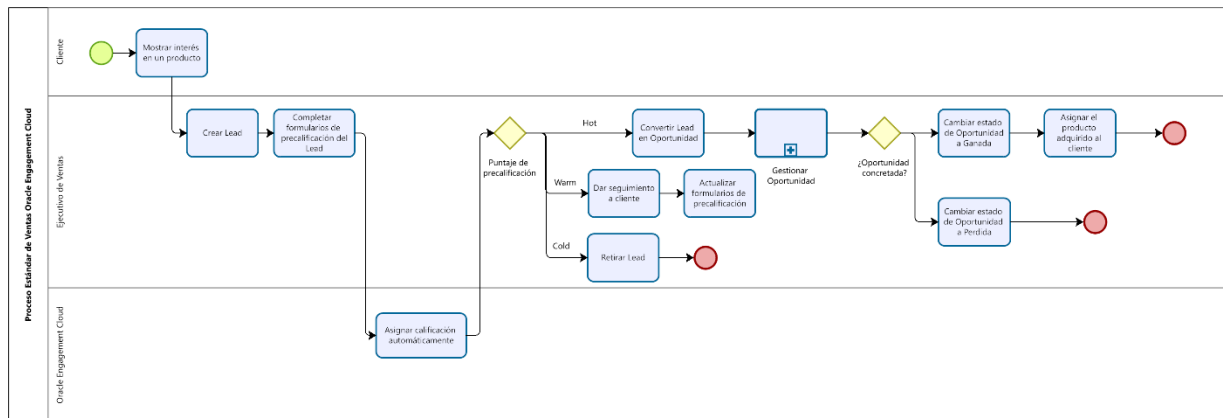 Proceso Estándar de Ventas Oracle Engagement Cloud
Cliente
Mostrar interés
en un producto
Ejecutivo de Ventas
Crear Lead
Completar
formularios de
precalificación del
Lead
Puntaje de
precalificación
Hot
Convertir Lead
en Oportunidad
Gestionar
Oportunidad
¿Oportunidad
concretada?
Cambiar estado
de Oportunidad
a Ganada
Asignar el
producto
adquirido al
cliente
Warm
Dar seguimiento
a cliente
Actualizar
formularios de
precalificación
Cambiar estado
de Oportunidad
a Perdida
Cold
Retirar Lead
Oracle Engagement Cloud
Asignar calificación
automáticamente